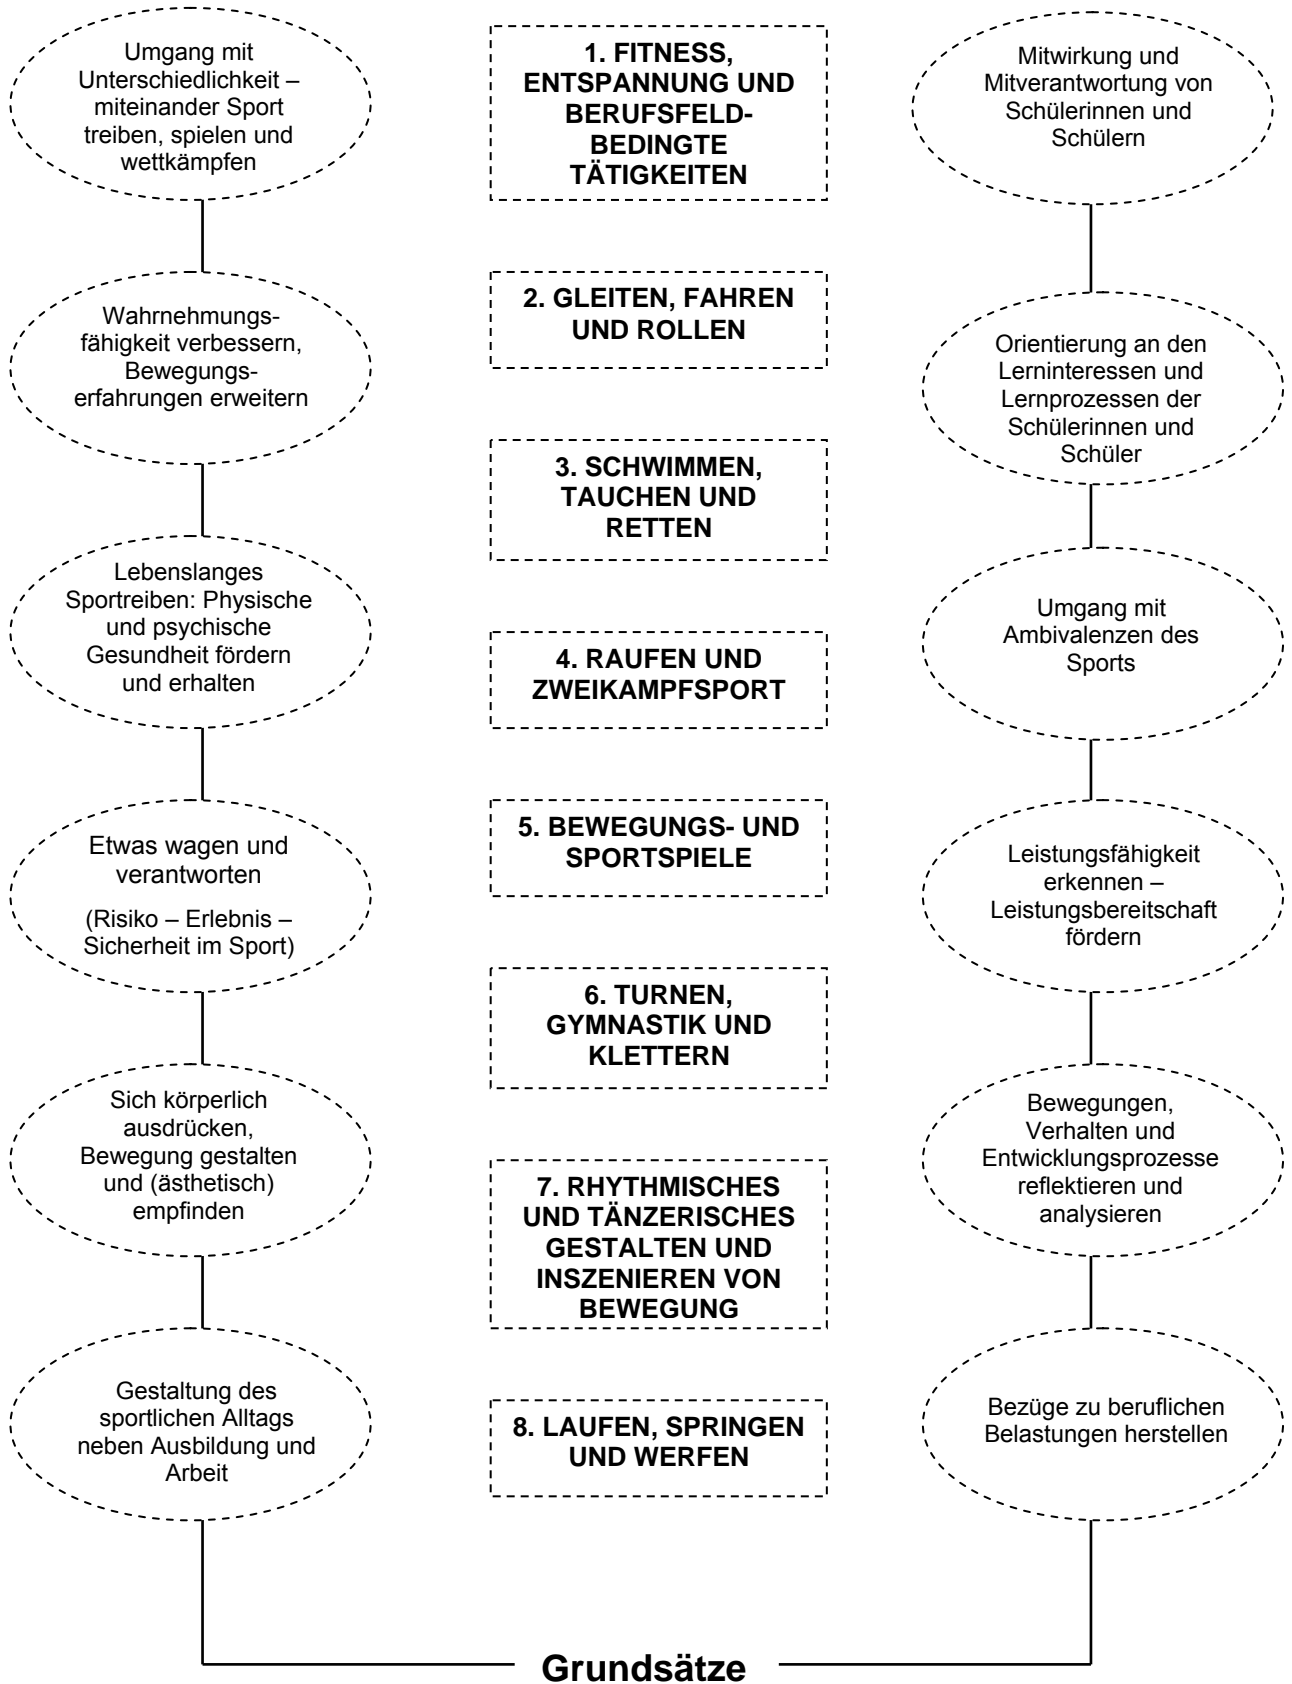 Umgang mit
Unterschiedlichkeit –
miteinander Sport
treiben, spielen und
wettkämpfen
Wahrnehmungs-
fähigkeit verbessern,
Bewegungs-
erfahrungen erweitern
Lebenslanges
Sportreiben: Physische
und psychische
Gesundheit fördern
und erhalten
Etwas wagen und
verantworten
(Risiko – Erlebnis –
Sicherheit im Sport)
Sich körperlich
ausdrücken,
Bewegung gestalten
und (ästhetisch)
empfinden
Gestaltung des
sportlichen Alltags
neben Ausbildung und
Arbeit
1. FITNESS,
ENTSPANNUNG UND
BERUFSFELD-
BEDINGTE
TÄTIGKEITEN
2. GLEITEN, FAHREN
UND ROLLEN
3. SCHWIMMEN,
TAUCHEN UND
RETTEN
4. RAUFEN UND
ZWEIKAMPFSPORT
5. BEWEGUNGS- UND
SPORTSPIELE
6. TURNEN,
GYMNASTIK UND
KLETTERN
7. RHYTHMISCHES
UND TÄNZERISCHES
GESTALTEN UND
INSZENIEREN VON
BEWEGUNG
8. LAUFEN, SPRINGEN
UND WERFEN
Mitwirkung und
Mitverantwortung von
Schülerinnen und
Schülern
Orientierung an den
Lerninteressen und
Lernprozessen der
Schülerinnen und
Schüler
Umgang mit
Ambivalenzen des
Sports
Leistungsfähigkeit
erkennen –
Leistungsbereitschaft
fördern
Bewegungen,
Verhalten und
Entwicklungsprozesse
reflektieren und
analysieren
Bezüge zu beruflichen
Belastungen herstellen
Grundsätze